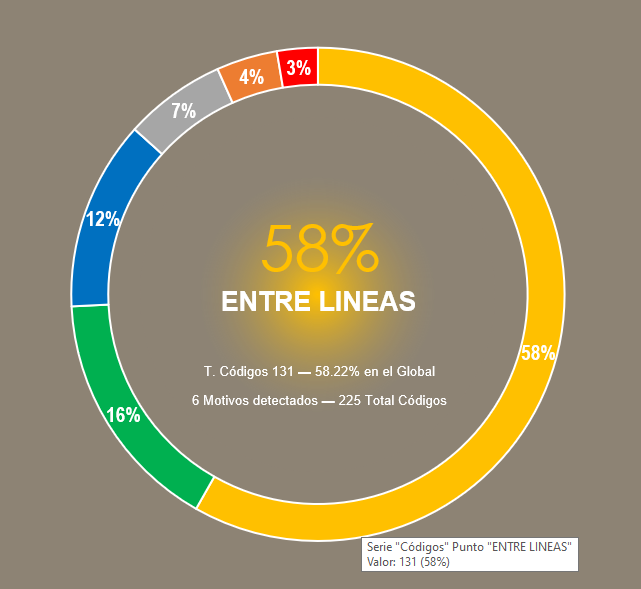 3%
4%
7%
12%
58%
ENTRE LINEAS
58%
T. Códigos 131 — 58.22% en el Global
6 Motivos detectados — 225 Total Códigos
16%
Serie "Códigos" Punto "ENTRE LINEAS"
Valor: 131 (58%)